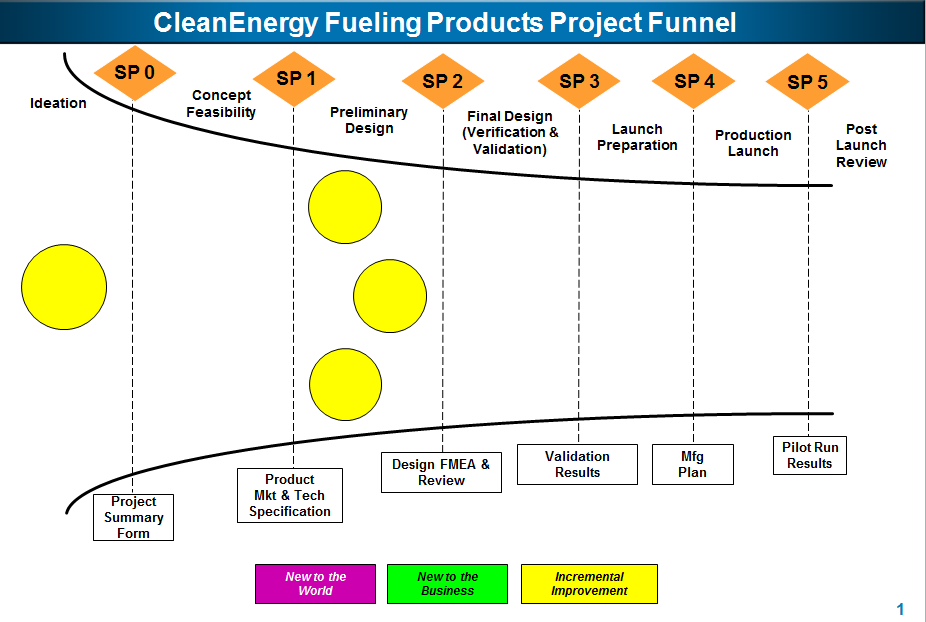 CleanEnergy Fueling Products Project Funnel
SP 0
SP 1
SP 2
SP 3
SP 4
SP 5
Ideation
Concept
Feasibility
Preliminary
Design
Final Design
(Verification &
Validation)
Launch
Preparation
Production
Launch
Post
Launch
Review
Project
Summary
Form
Product
Mkt & Tech
Specification
Design FMEA &
Review
Validation
Results
Mfg
Plan
Pilot Run
Results
New to the
World
New to the
Business
Incremental
Improvement
1